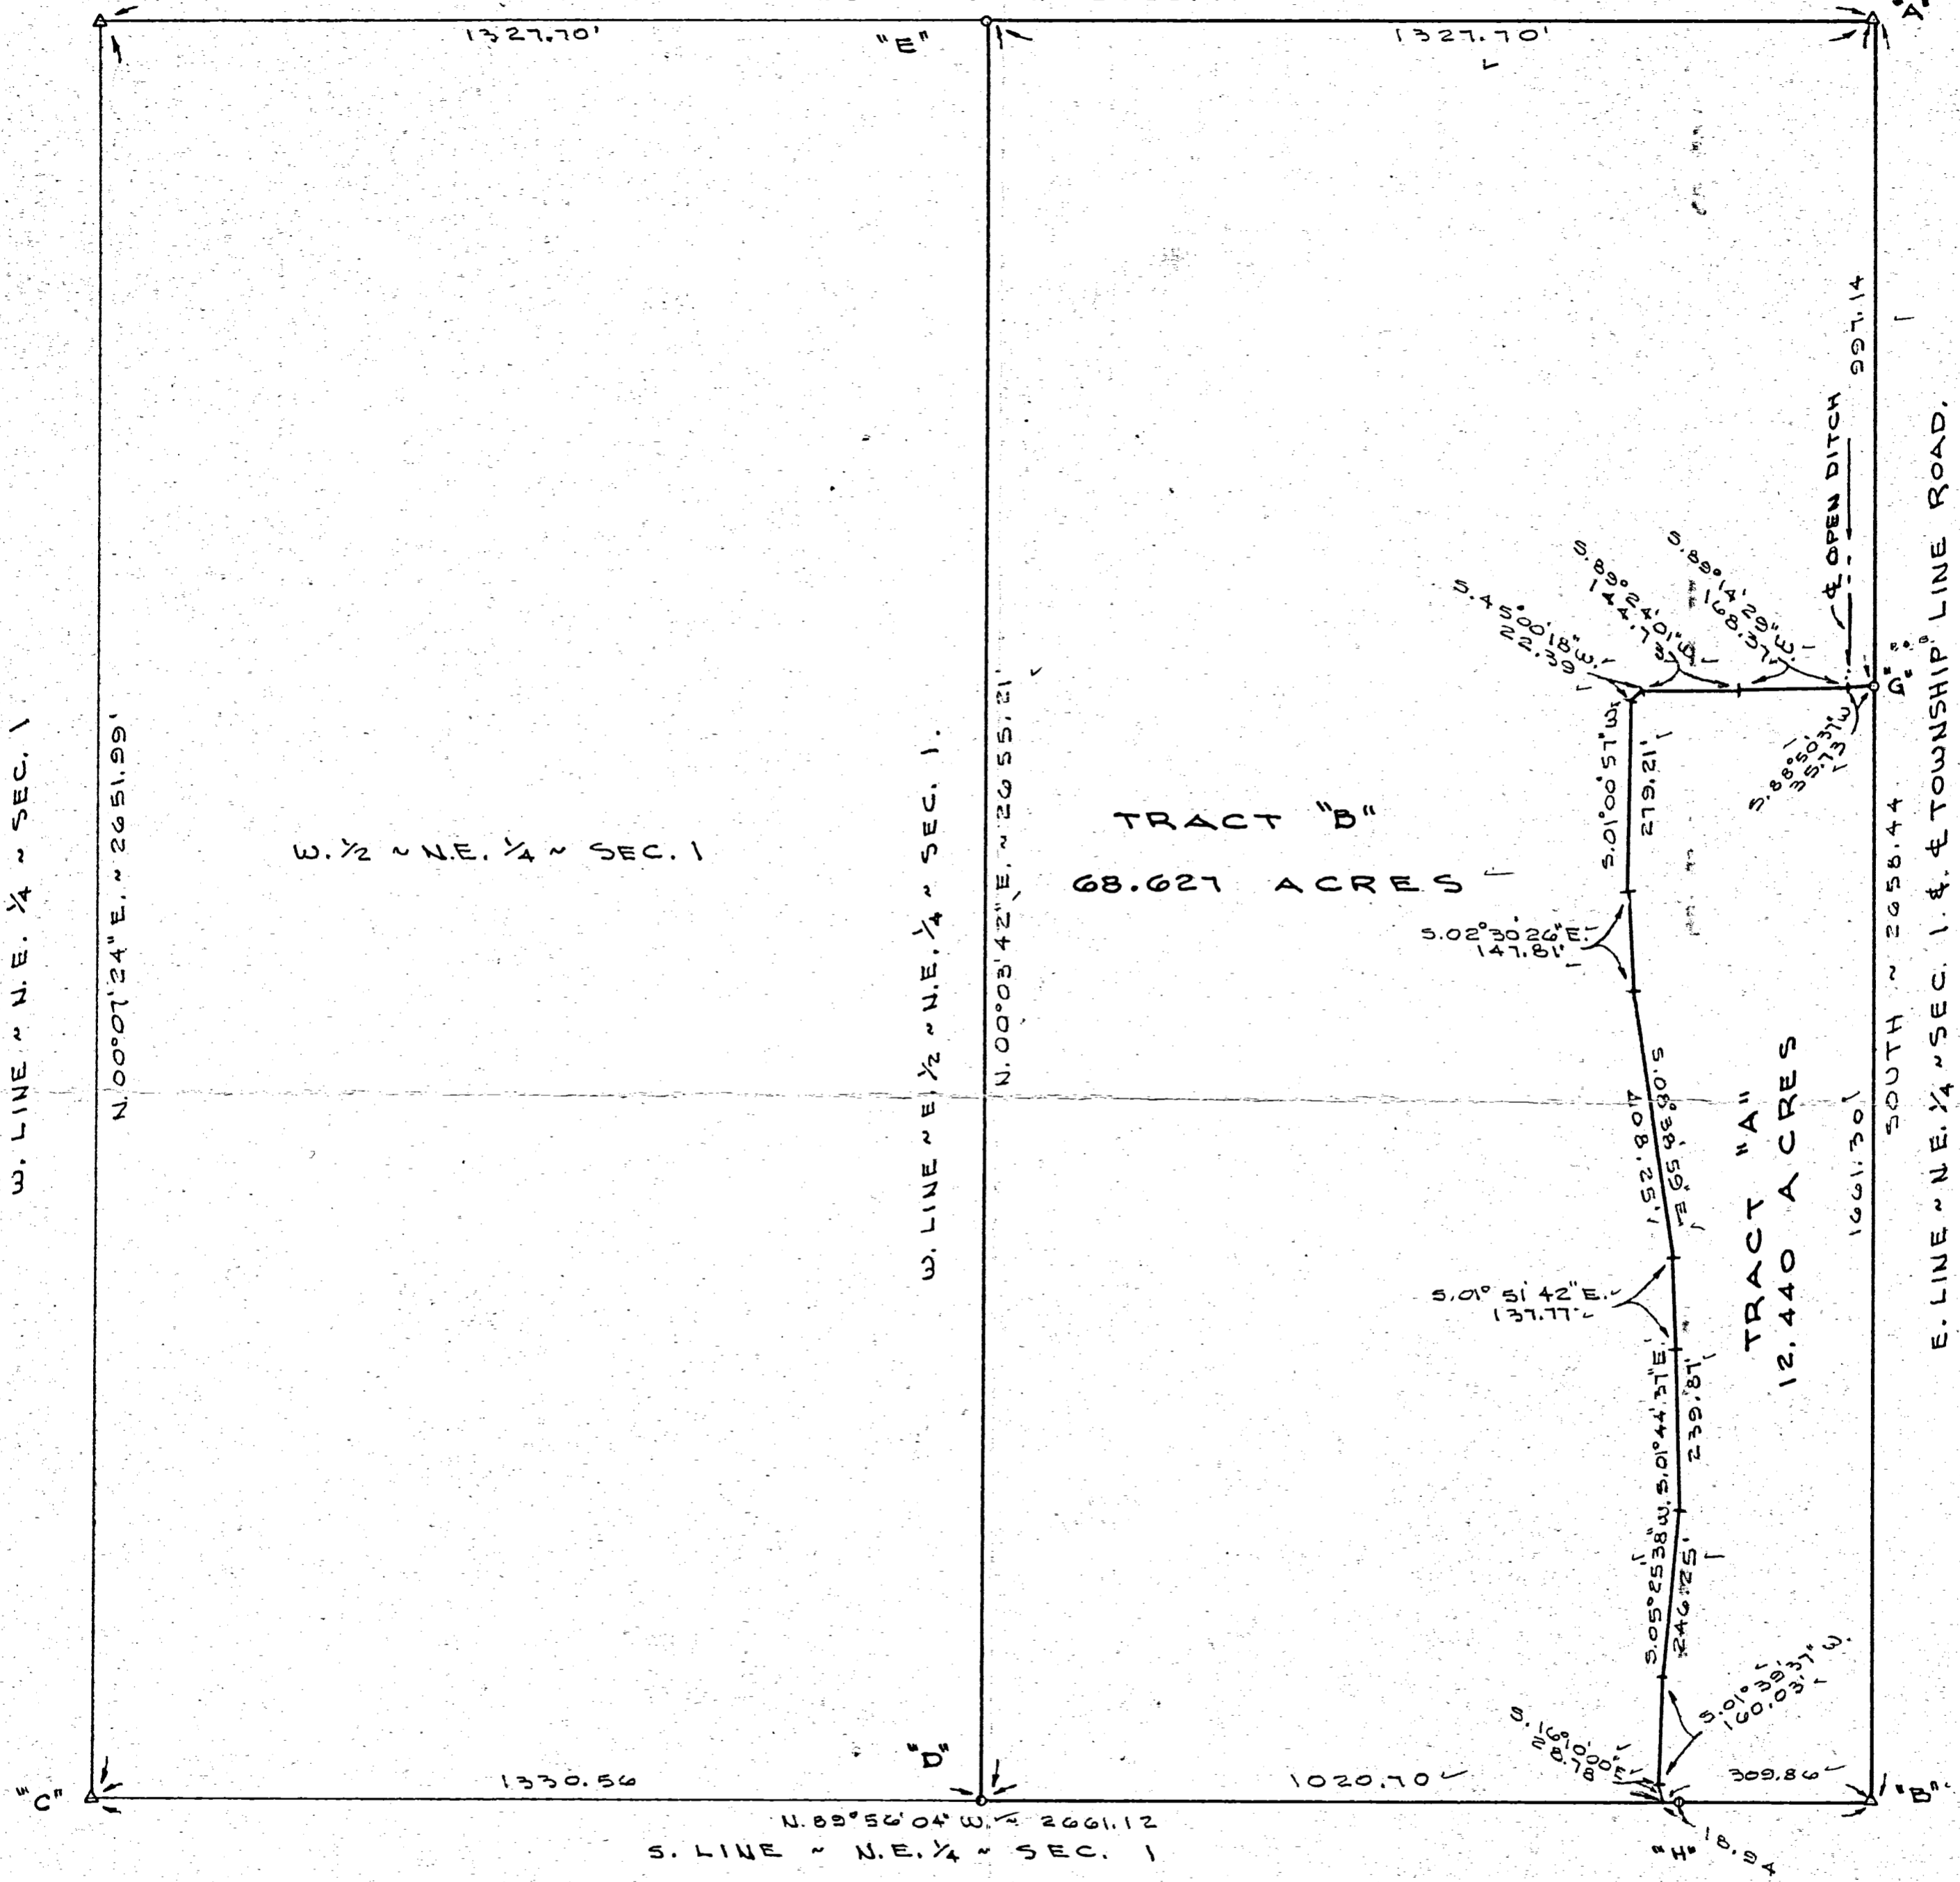 "A"
1327.70'
"E"
1327.70'
997.14
℄ OPEN DITCH
S.89°14'29"W.
168.37'
S.89°24'01"W.
144.73'
S.45°00'18"W.
22.39
"G"
S.88°50'37"W.
35.73'
S.01°00'57"W.
279.21'
W. LINE ~ N.E. ¼ ~ SEC. 1
N.00°07'24"E. ~ 2651.99'
W. ½ ~ N.E. ¼ ~ SEC. 1
W. LINE ~ E. ½ ~ N.E. ¼ ~ SEC. 1.
N.00°03'42"E. ~ 2655.21'
TRACT "B"
68.627 ACRES
S.02°30'26"E.
147.81'
S.08°38'59"E.
S.01°51'42"E.
137.77'
TRACT "A"
12.440 ACRES
1661.30'
SOUTH ~ 2658.44
E. LINE ~ N.E. ¼ ~ SEC. 1. &. ℄ TOWNSHIP LINE ROAD.
S.01°44'37"E.
239.87'
S.05°25'38"W.
246.25'
S.01°39'37"W.
160.03'
S.16°10'00"E.
28.78
"C"
1330.56
"D"
1020.70
309.86
"B"
N.89°56'04"W. ~ 2661.12
S. LINE ~ N.E. ¼ ~ SEC. 1
"H"
18.94